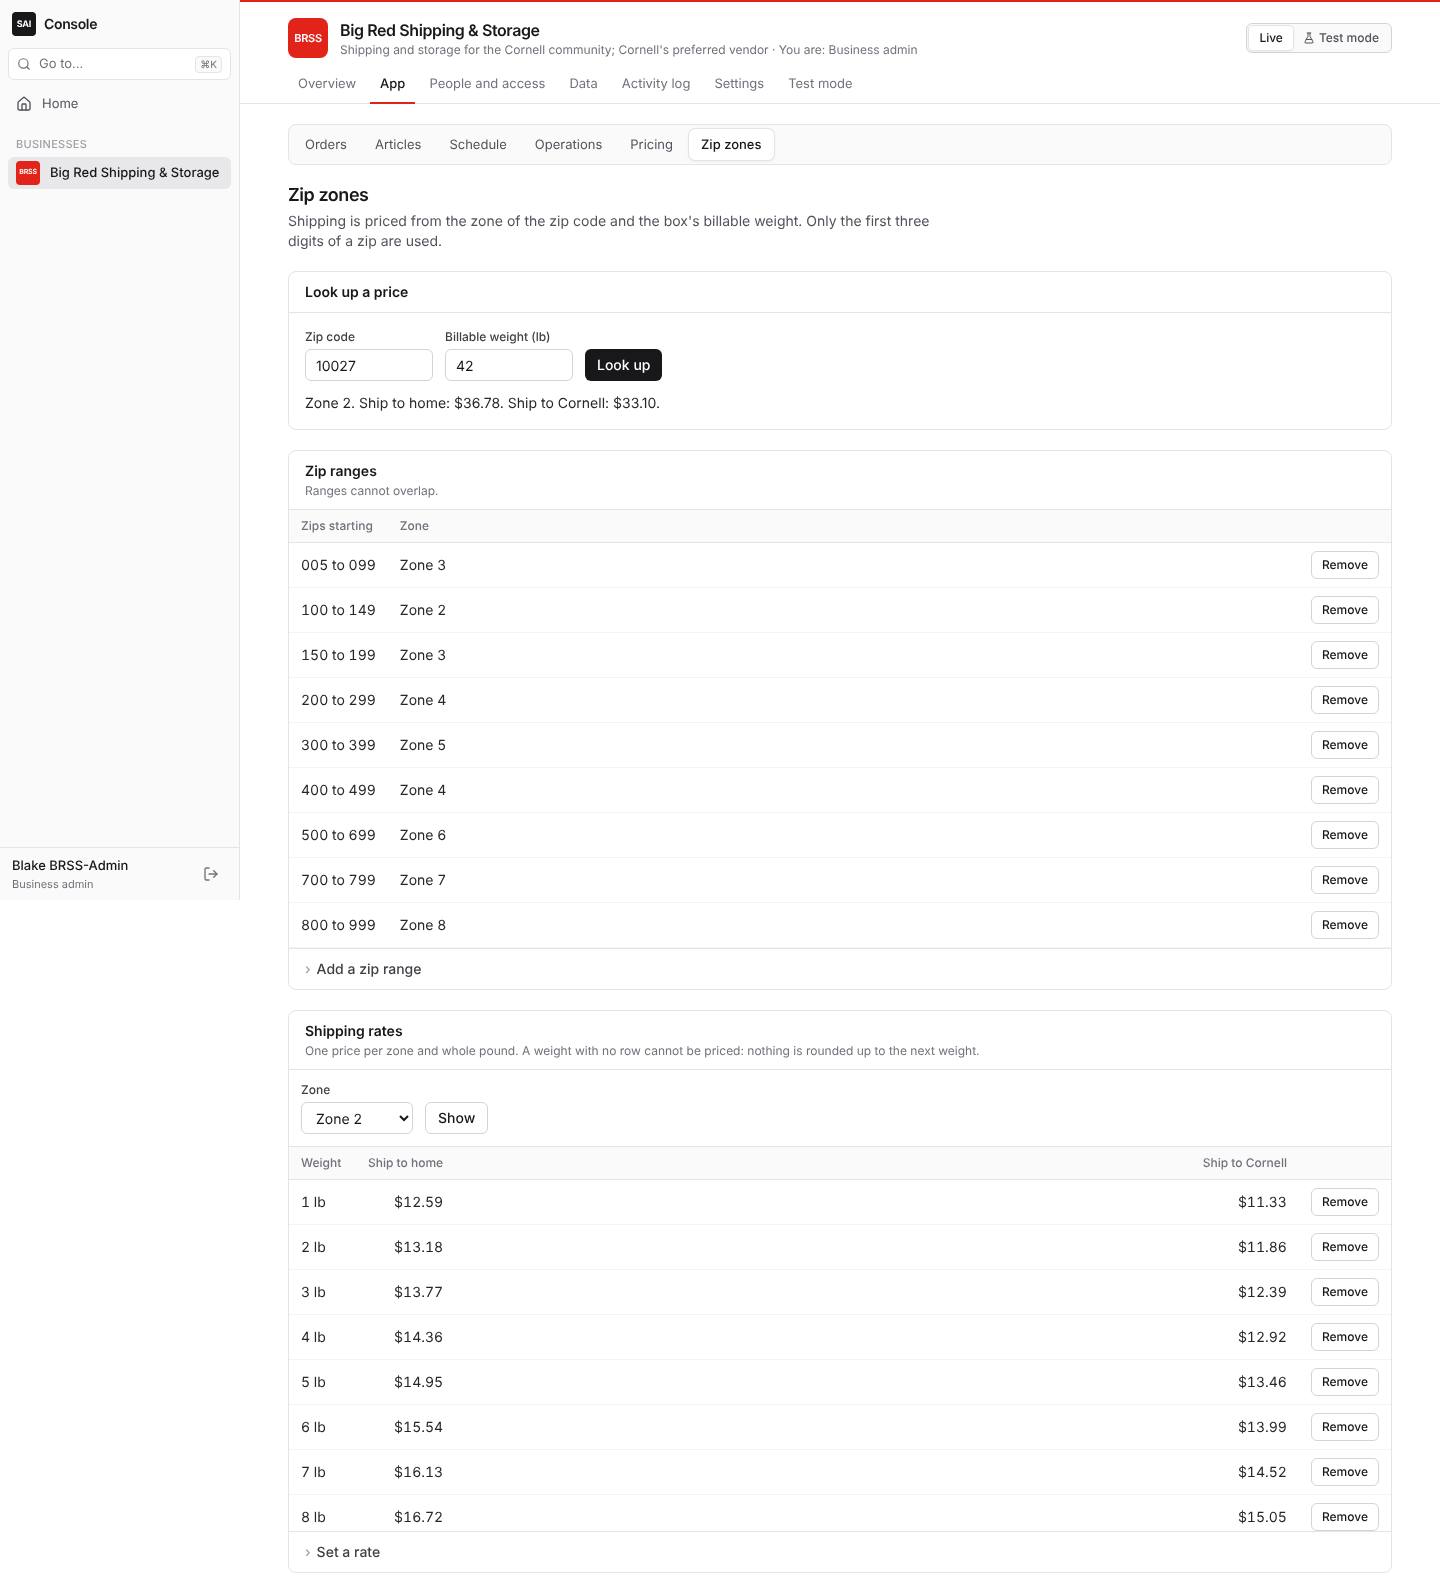 SAI Console
Go to...
⌘K
Home
BUSINESSES
BRSS Big Red Shipping & Storage
Blake BRSS-Admin
Business admin
BRSS
Big Red Shipping & Storage
Shipping and storage for the Cornell community; Cornell's preferred vendor · You are: Business admin
Live Test mode
Overview App People and access Data Activity log Settings Test mode
Orders Articles Schedule Operations Pricing Zip zones
Zip zones
Shipping is priced from the zone of the zip code and the box's billable weight. Only the first three
digits of a zip are used.
Look up a price
Zip code Billable weight (lb)
10027 42 Look up
Zone 2. Ship to home: $36.78. Ship to Cornell: $33.10.
Zip ranges
Ranges cannot overlap.
Zips starting Zone
005 to 099 Zone 3 Remove
100 to 149 Zone 2 Remove
150 to 199 Zone 3 Remove
200 to 299 Zone 4 Remove
300 to 399 Zone 5 Remove
400 to 499 Zone 4 Remove
500 to 699 Zone 6 Remove
700 to 799 Zone 7 Remove
800 to 999 Zone 8 Remove
› Add a zip range
Shipping rates
One price per zone and whole pound. A weight with no row cannot be priced: nothing is rounded up to the next weight.
Zone
Zone 2 Show
Weight Ship to home Ship to Cornell
1 lb $12.59 $11.33 Remove
2 lb $13.18 $11.86 Remove
3 lb $13.77 $12.39 Remove
4 lb $14.36 $12.92 Remove
5 lb $14.95 $13.46 Remove
6 lb $15.54 $13.99 Remove
7 lb $16.13 $14.52 Remove
8 lb $16.72 $15.05 Remove
› Set a rate